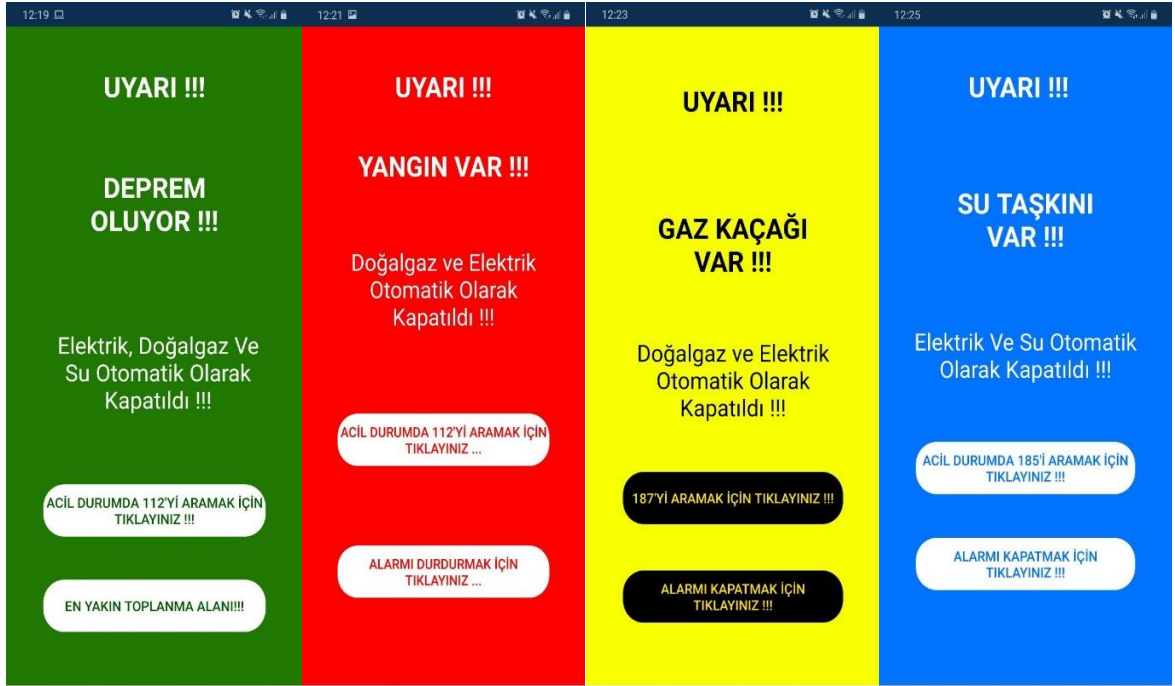 12:19
UYARI !!!
DEPREM
OLUYOR !!!
Elektrik, Doğalgaz Ve
Su Otomatik Olarak
Kapatıldı !!!
ACİL DURUMDA 112'Yİ ARAMAK İÇİN
TIKLAYINIZ !!!
EN YAKIN TOPLANMA ALANI!!!
12:21
UYARI !!!
YANGIN VAR !!!
Doğalgaz ve Elektrik
Otomatik Olarak
Kapatıldı !!!
ACİL DURUMDA 112'Yİ ARAMAK İÇİN
TIKLAYINIZ ...
ALARMI DURDURMAK İÇİN
TIKLAYINIZ ...
12:23
UYARI !!!
GAZ KAÇAĞI
VAR !!!
Doğalgaz ve Elektrik
Otomatik Olarak
Kapatıldı !!!
187'Yİ ARAMAK İÇİN TIKLAYINIZ !!!
ALARMI KAPATMAK İÇİN
TIKLAYINIZ !!!
12:25
UYARI !!!
SU TAŞKINI
VAR !!!
Elektrik Ve Su Otomatik
Olarak Kapatıldı !!!
ACİL DURUMDA 185'İ ARAMAK İÇİN
TIKLAYINIZ !!!
ALARMI KAPATMAK İÇİN
TIKLAYINIZ !!!